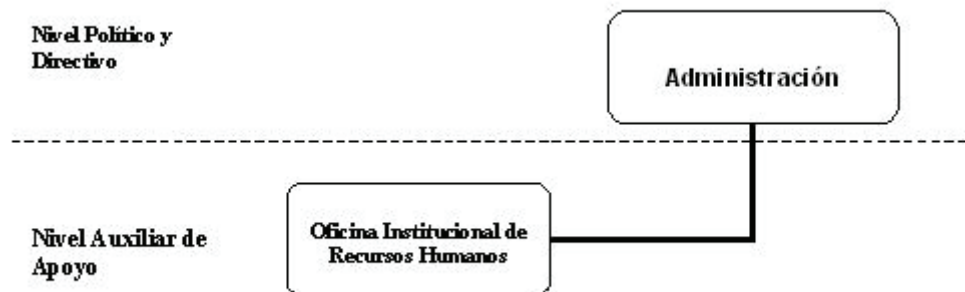 Nivel Político y
Directivo
Administración
Nivel Auxiliar de
Apoyo
Oficina Institucional de
Recursos Humanos